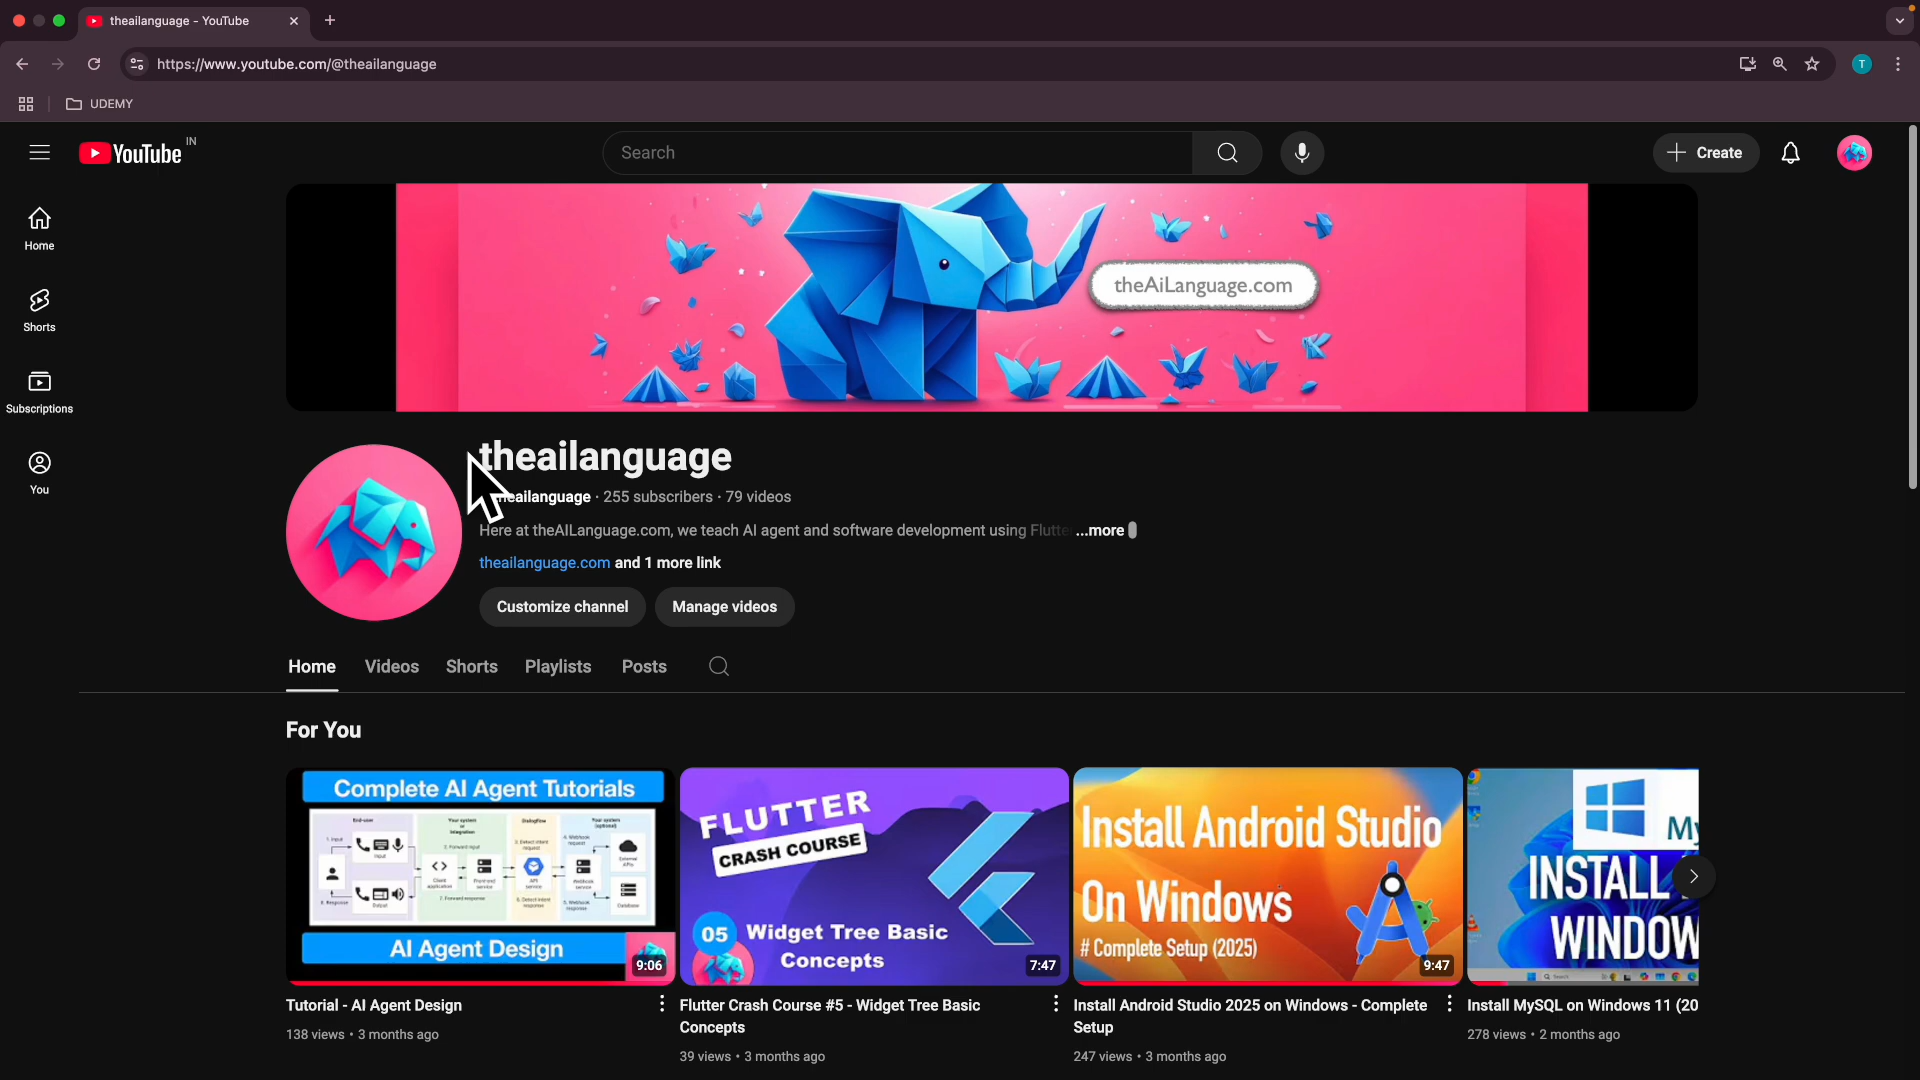 theailanguage - YouTube
https://www.youtube.com/@theailanguage
T
UDEMY
YouTube IN
Search
Create
Home
Shorts
Subscriptions
You
theAiLanguage.com
theailanguage
255 subscribers · 79 videos
Here at theAILanguage.com, we teach AI agent and software development using Flutte ...more
theailanguage.com and 1 more link
Customize channel
Manage videos
Home
Videos
Shorts
Playlists
Posts
For You
Complete AI Agent Tutorials
End-user
AI Agent Design
9:06
Tutorial - AI Agent Design
138 views • 3 months ago
FLUTTER
CRASH COURSE
05 Widget Tree Basic
Concepts
7:47
Flutter Crash Course #5 - Widget Tree Basic
Concepts
39 views • 3 months ago
Install Android Studio
On Windows
# Complete Setup (2025)
9:47
Install Android Studio 2025 on Windows - Complete
Setup
247 views • 3 months ago
My
INSTALL
WINDOW
Install MySQL on Windows 11 (20
278 views • 2 months ago